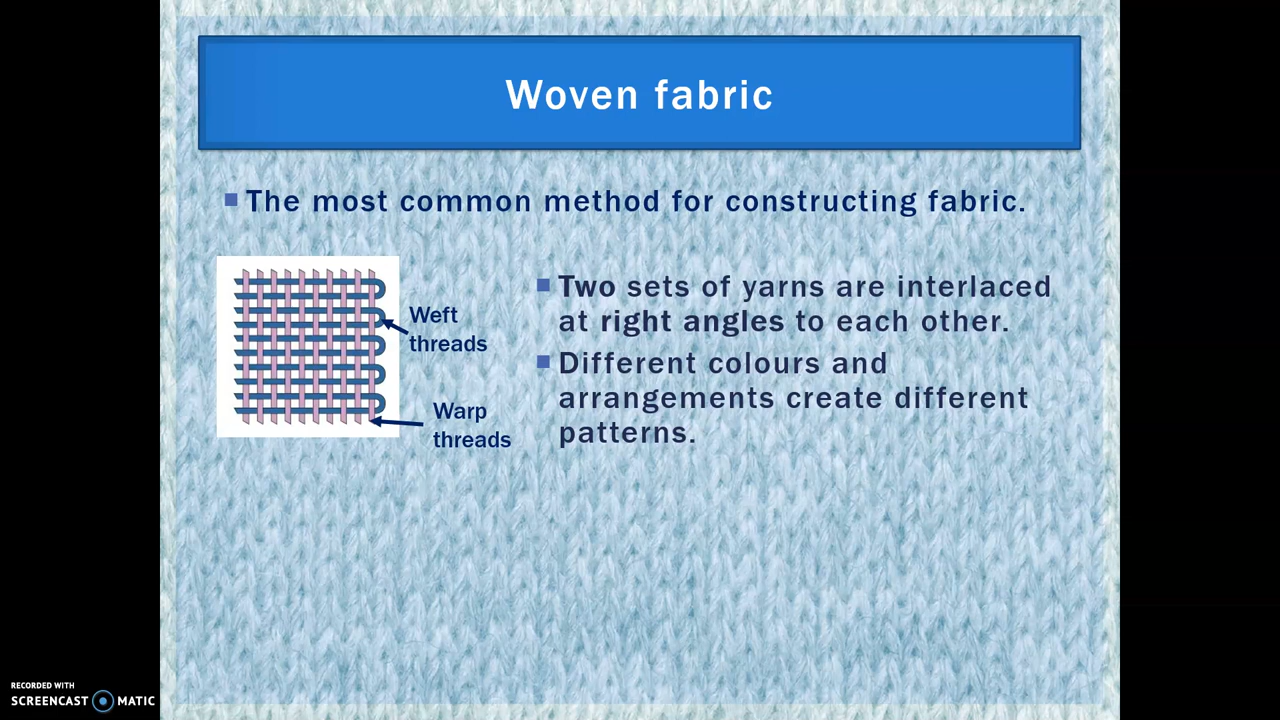 Woven fabric
The most common method for constructing fabric.
Weft
threads
Warp
threads
Two sets of yarns are interlaced
at right angles to each other.
Different colours and
arrangements create different
patterns.
RECORDED WITH
SCREENCAST MATIC